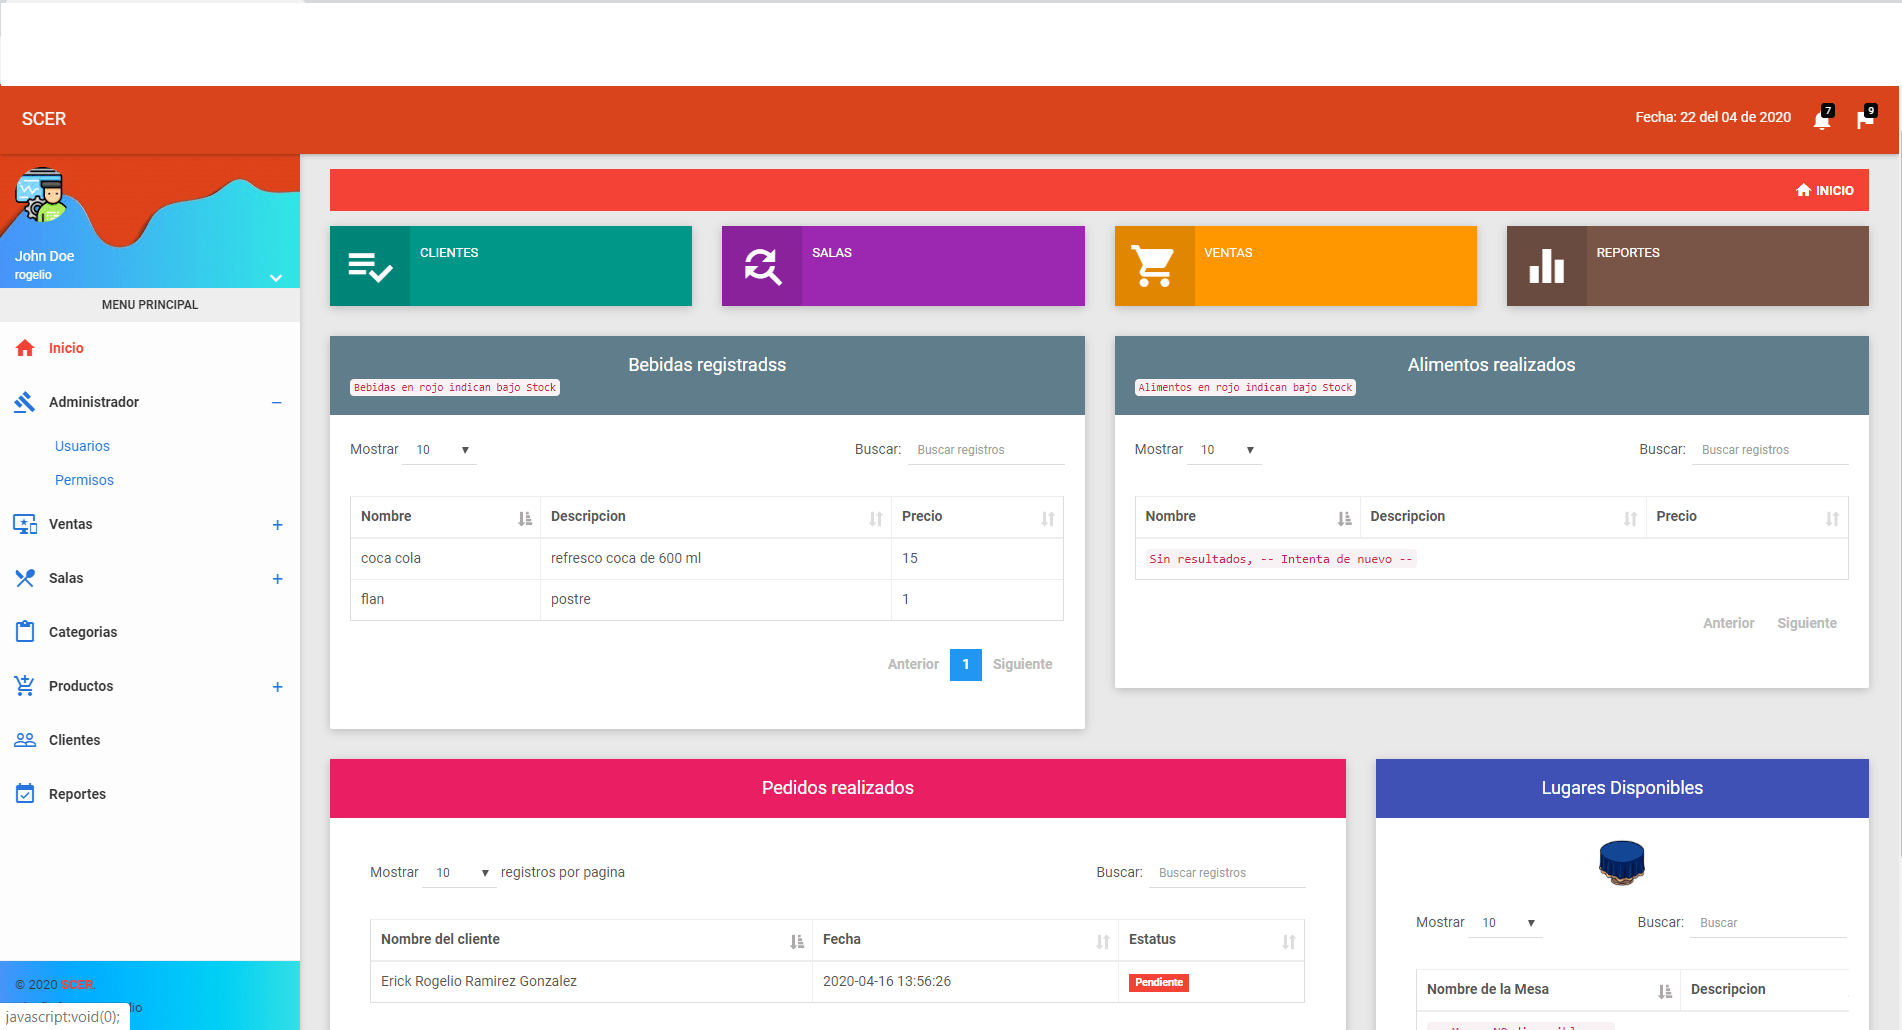 SCER
Fecha: 22 del 04 de 2020
7
9
John Doe
rogelio
MENU PRINCIPAL
Inicio
Administrador
Usuarios
Permisos
Ventas
Salas
Categorias
Productos
Clientes
Reportes
© 2020 SCER.
javascript:void(0);
INICIO
CLIENTES
SALAS
VENTAS
REPORTES
Bebidas registradss
Bebidas en rojo indican bajo Stock
Mostrar 10
Buscar: Buscar registros
Nombre Descripcion Precio
coca cola refresco coca de 600 ml 15
flan postre 1
Anterior 1 Siguiente
Alimentos realizados
Alimentos en rojo indican bajo Stock
Mostrar 10
Buscar: Buscar registros
Nombre Descripcion Precio
Sin resultados, -- Intenta de nuevo --
Anterior Siguiente
Pedidos realizados
Mostrar 10 registros por pagina
Buscar: Buscar registros
Nombre del cliente Fecha Estatus
Erick Rogelio Ramirez Gonzalez 2020-04-16 13:56:26 Pendiente
Lugares Disponibles
Mostrar 10
Buscar: Buscar
Nombre de la Mesa Descripcion